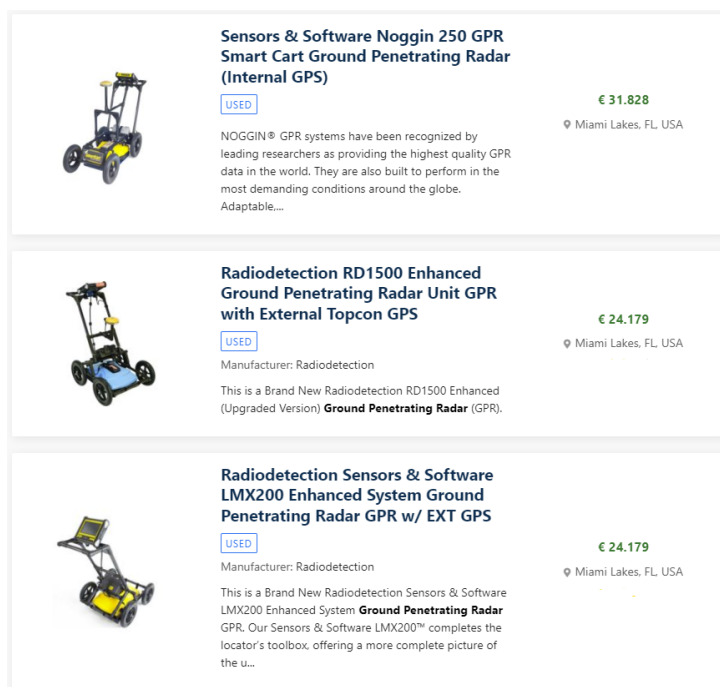 Sensors & Software Noggin 250 GPR
Smart Cart Ground Penetrating Radar
(Internal GPS)
USED
NOGGIN® GPR systems have been recognized by
leading researchers as providing the highest quality GPR
data in the world. They are also built to perform in the
most demanding conditions around the globe.
Adaptable,...
€ 31.828
Miami Lakes, FL, USA
Radiodetection RD1500 Enhanced
Ground Penetrating Radar Unit GPR
with External Topcon GPS
USED
Manufacturer: Radiodetection
This is a Brand New Radiodetection RD1500 Enhanced
(Upgraded Version) Ground Penetrating Radar (GPR).
€ 24.179
Miami Lakes, FL, USA
Radiodetection Sensors & Software
LMX200 Enhanced System Ground
Penetrating Radar GPR w/ EXT GPS
USED
Manufacturer: Radiodetection
This is a Brand New Radiodetection Sensors & Software
LMX200 Enhanced System Ground Penetrating Radar
GPR. Our Sensors & Software LMX200™ completes the
locator's toolbox, offering a more complete picture of
the u...
€ 24.179
Miami Lakes, FL, USA